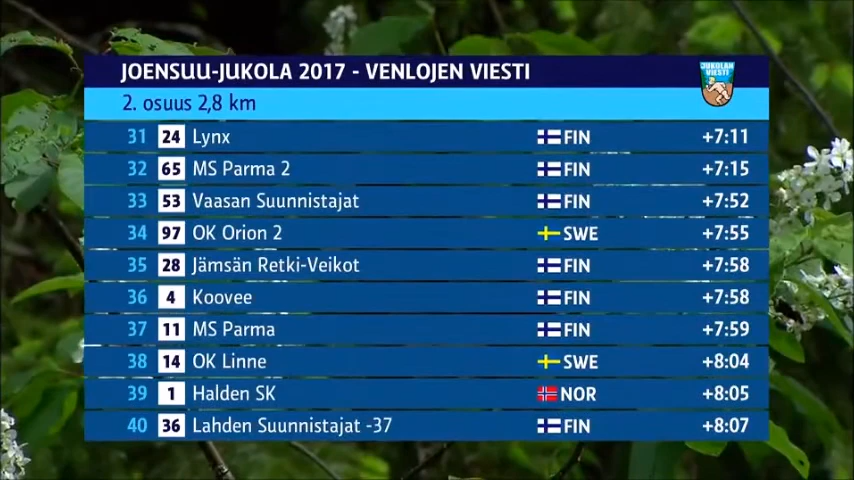 JOENSUU-JUKOLA 2017 - VENLOJEN VIESTI
JUKOLAN
VIESTI
2. osuus 2,8 km
31 24 Lynx FIN +7:11
32 65 MS Parma 2 FIN +7:15
33 53 Vaasan Suunnistajat FIN +7:52
34 97 OK Orion 2 SWE +7:55
35 28 Jämsän Retki-Veikot FIN +7:58
36 4 Koovee FIN +7:58
37 11 MS Parma FIN +7:59
38 14 OK Linne SWE +8:04
39 1 Halden SK NOR +8:05
40 36 Lahden Suunnistajat -37 FIN +8:07